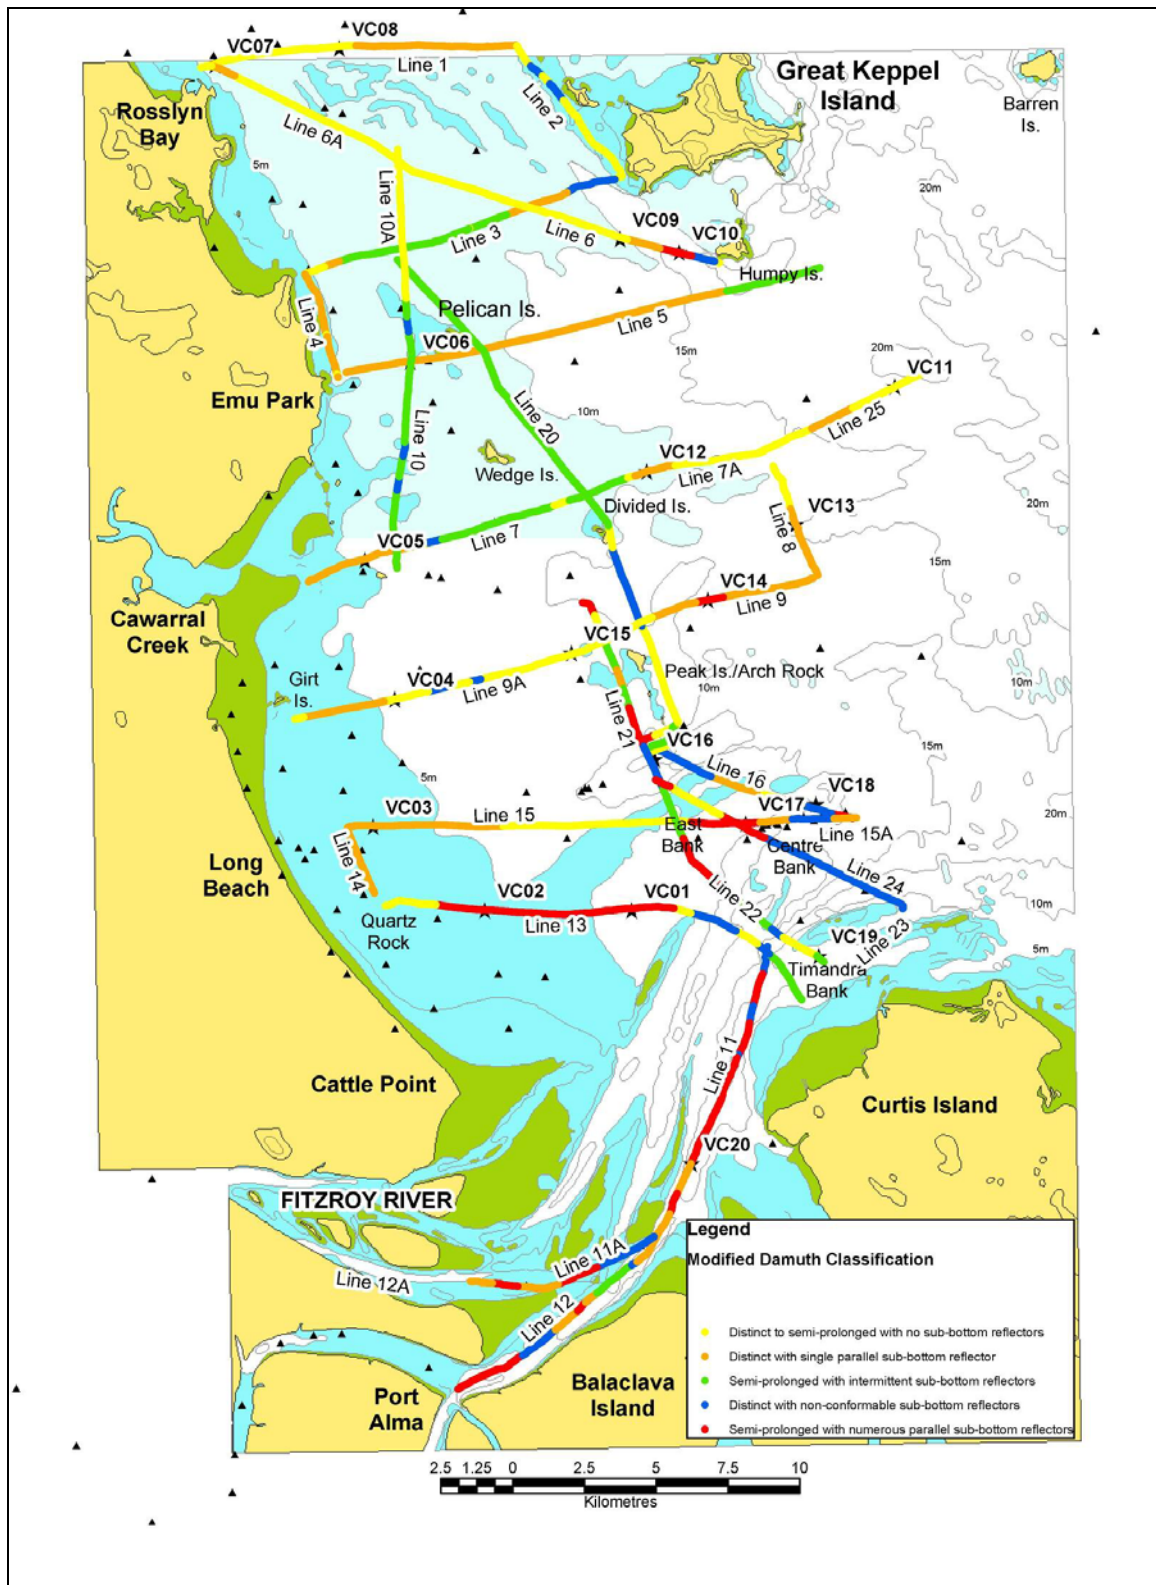 VC08
VC07
Line 1
Great Keppel
Island
Line 2
Barren
Is.
Rosslyn
Bay
Line 6A
5m
Line 10A
20m
VC09
Line 3
Line 6
VC10
Humpy Is.
Pelican Is.
Line 4
Line 5
VC06
15m
20m
VC11
Emu Park
10m
Line 20
Line 25
Line 10
VC12
Wedge Is.
Line 7A
Divided Is.
20m
VC13
Line 7
Line 8
VC05
15m
VC14
Line 9
Cawarral
Creek
VC15
Peak Is./Arch Rock
Girt
Is.
VC04
Line 9A
10m
10m
Line 21
VC16
15m
5m
Line 16
VC18
VC03
Line 15
VC17
20m
East
Bank
Line 15A
Centre
Bank
Long
Beach
Line 14
Line 24
VC02
VC01
Line 22
10m
Quartz
Rock
Line 13
Line 23
VC19
5m
Timandra
Bank
Line 11
Cattle Point
Curtis Island
VC20
FITZROY RIVER
Line 11A
Line 12A
Line 12
Port
Alma
Balaclava
Island
Legend
Modified Damuth Classification
Distinct to semi-prolonged with no sub-bottom reflectors
Distinct with single parallel sub-bottom reflector
Semi-prolonged with intermittent sub-bottom reflectors
Distinct with non-conformable sub-bottom reflectors
Semi-prolonged with numerous parallel sub-bottom reflectors
2.5 1.25 0 2.5 5 7.5 10
Kilometres